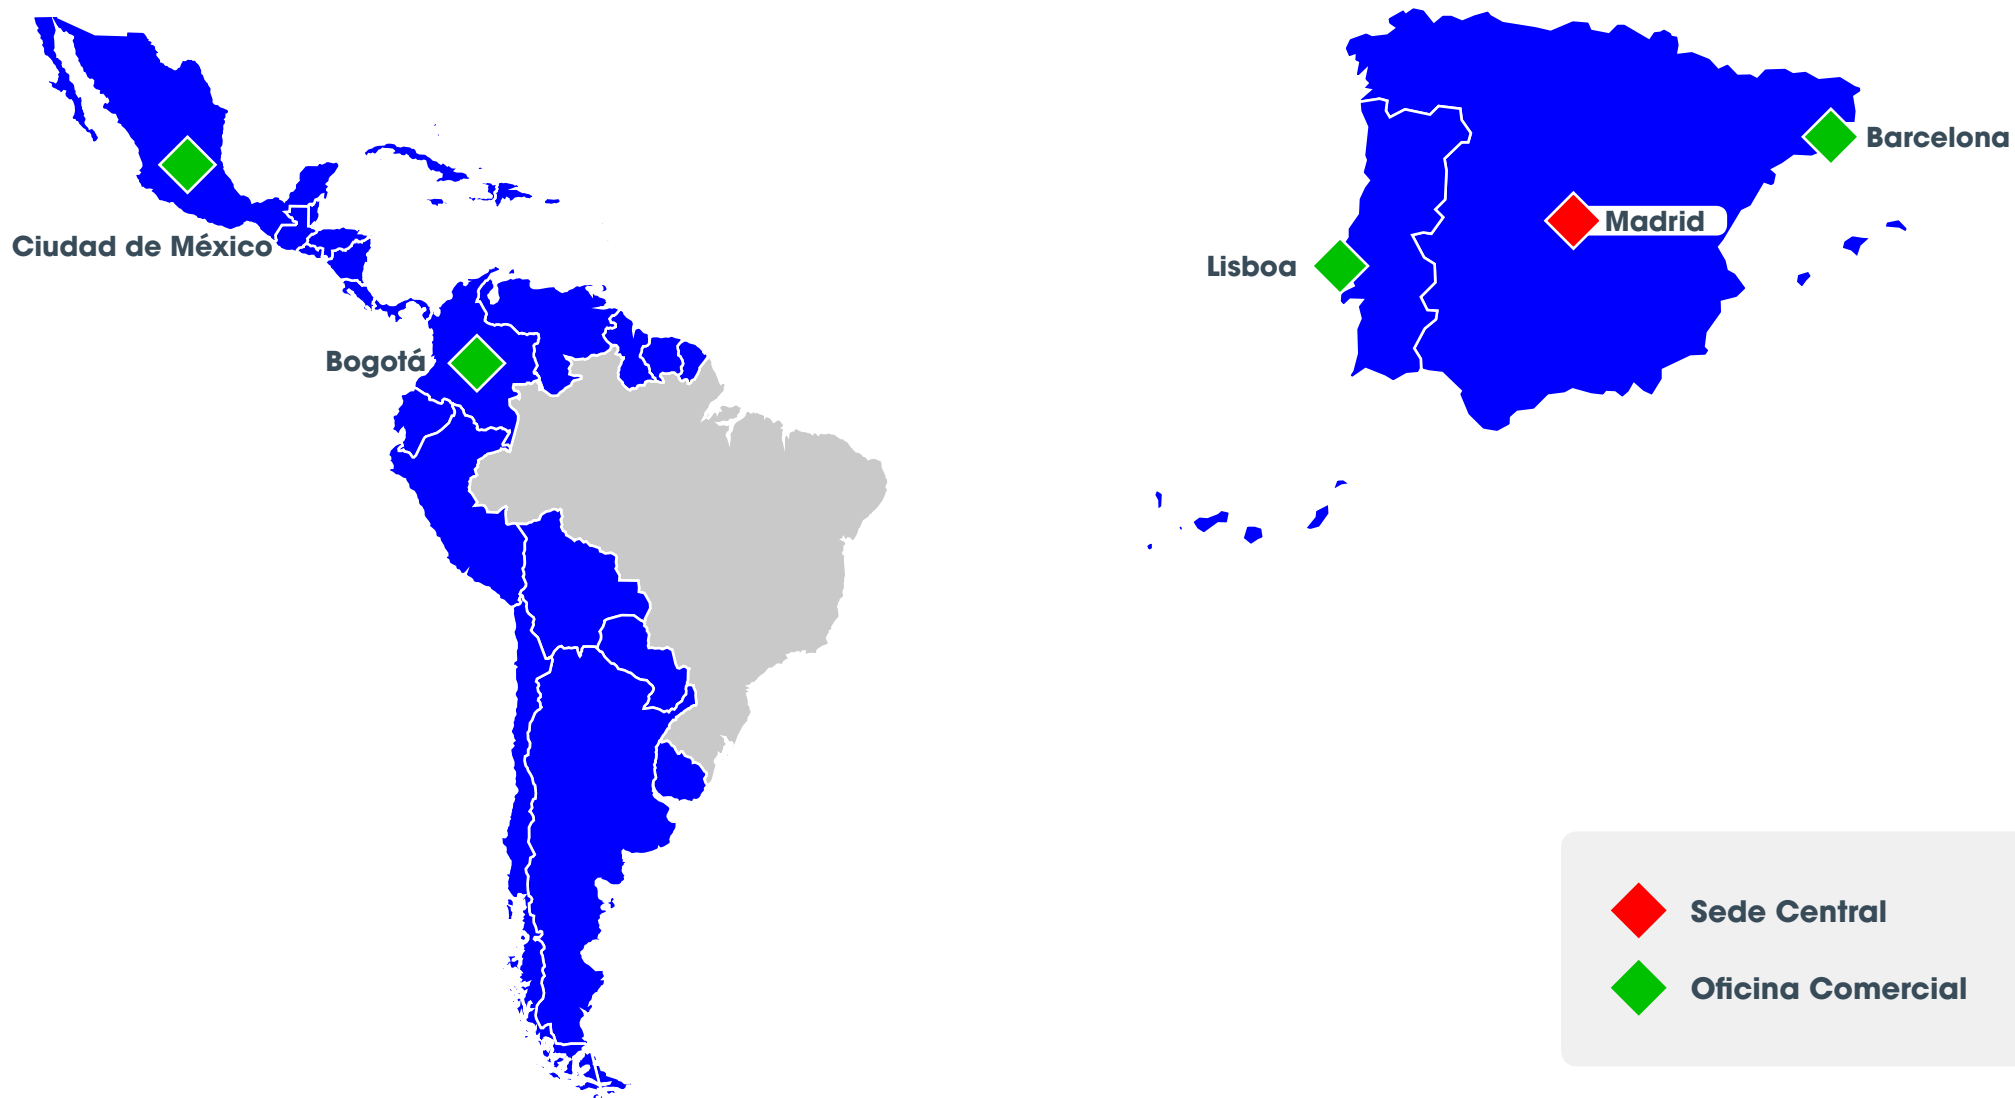 Barcelona
Madrid
Ciudad de México
Lisboa
Bogotá
Sede Central
Oficina Comercial